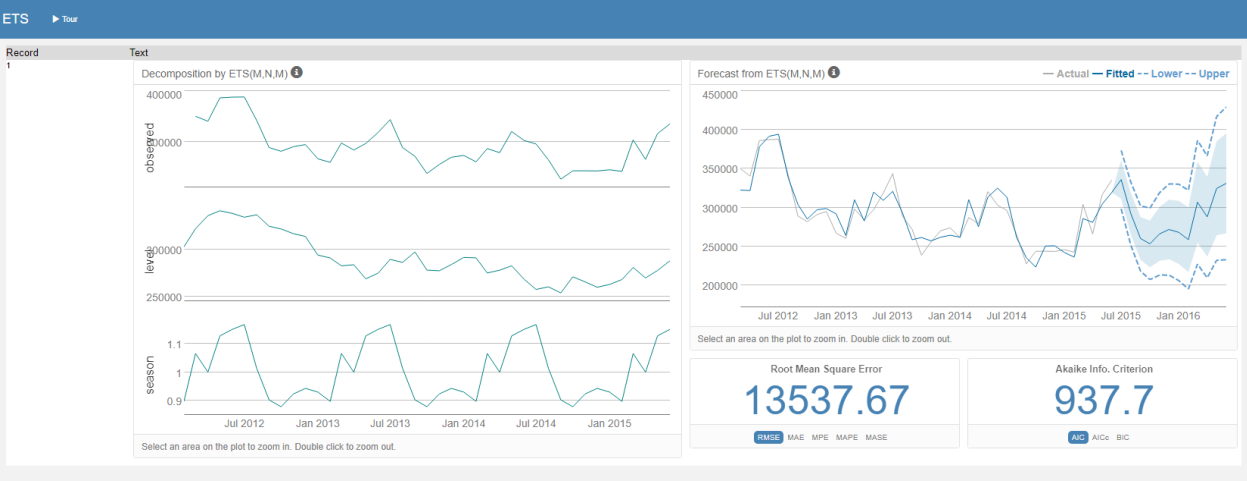 ETS
Tour
Record Text
1
Decomposition by ETS(M,N,M)
400000
300000
observed
300000
level
250000
1.1
1
0.9
season
Jul 2012 Jan 2013 Jul 2013 Jan 2014 Jul 2014 Jan 2015
Select an area on the plot to zoom in. Double click to zoom out.
Forecast from ETS(M,N,M)
Actual Fitted Lower Upper
450000
400000
350000
300000
250000
200000
Jul 2012 Jan 2013 Jul 2013 Jan 2014 Jul 2014 Jan 2015 Jul 2015 Jan 2016
Select an area on the plot to zoom in. Double click to zoom out.
Root Mean Square Error
13537.67
RMSE MAE MPE MAPE MASE
Akaike Info. Criterion
937.7
AIC AICc BIC